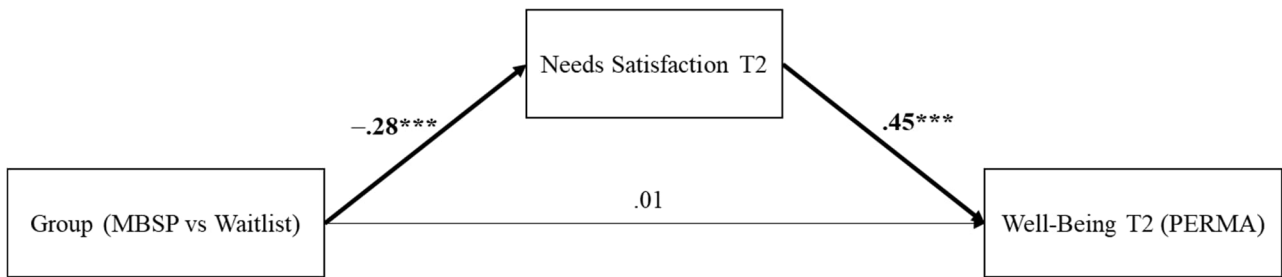 Needs Satisfaction T2
–.28***
.45***
.01
Group (MBSP vs Waitlist)
Well-Being T2 (PERMA)